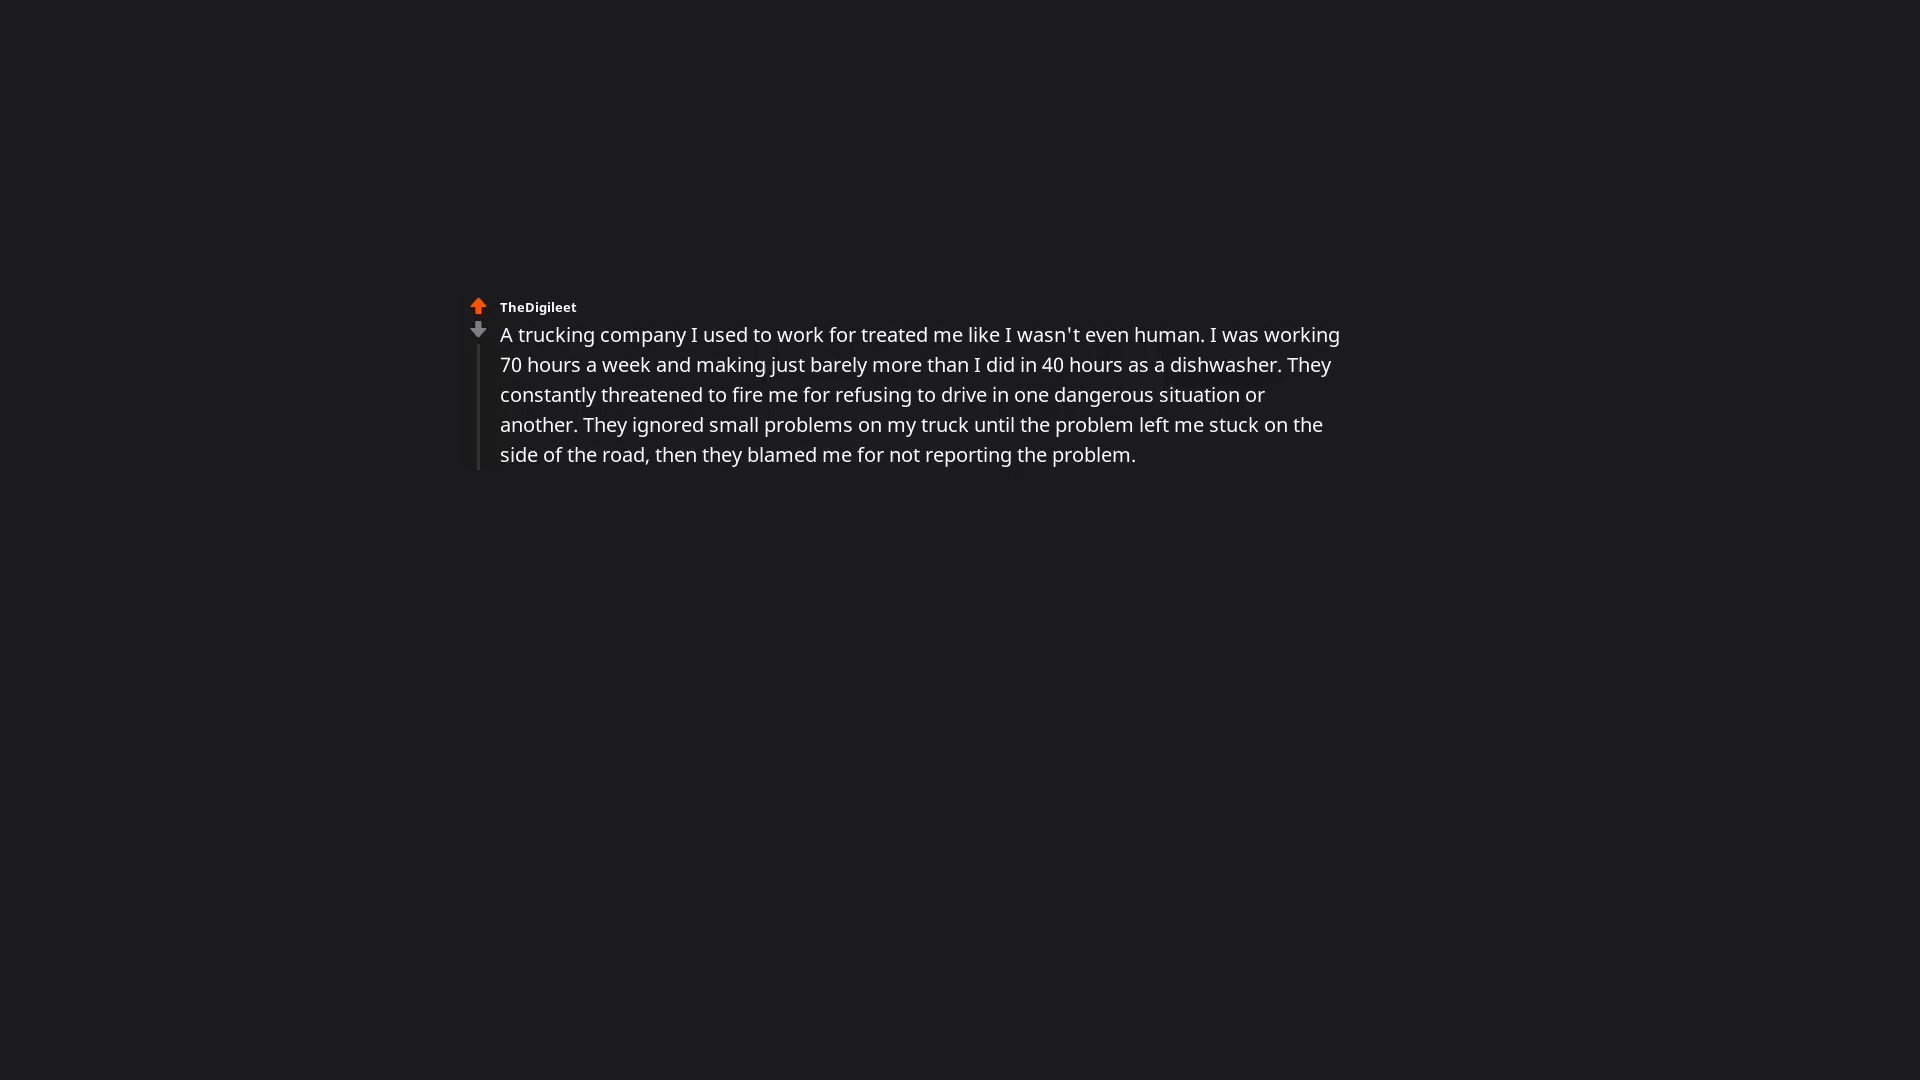 TheDigileet
A trucking company I used to work for treated me like I wasn't even human. I was working
70 hours a week and making just barely more than I did in 40 hours as a dishwasher. They
constantly threatened to fire me for refusing to drive in one dangerous situation or
another. They ignored small problems on my truck until the problem left me stuck on the
side of the road, then they blamed me for not reporting the problem.